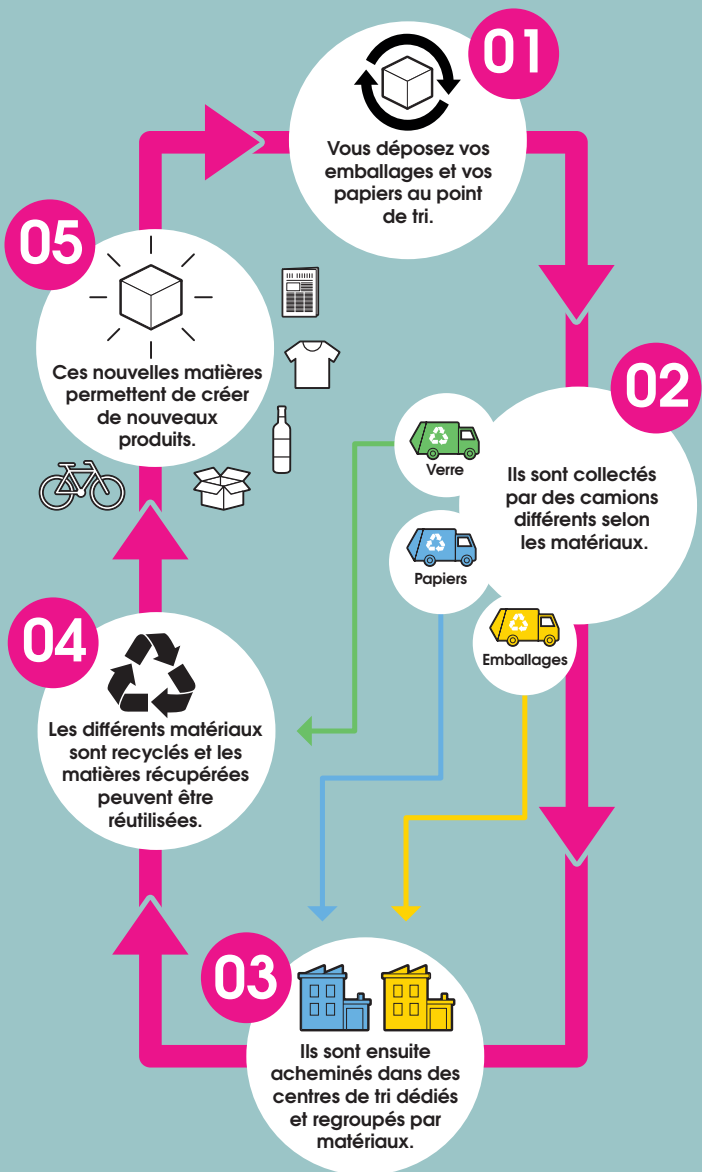 01
Vous déposez vos
emballages et vos
papiers au point
de tri.
02
Ils sont collectés
par des camions
différents selon
les matériaux.
Verre
Papiers
Emballages
03
Ils sont ensuite
acheminés dans des
centres de tri dédiés
et regroupés par
matériaux.
04
Les différents matériaux
sont recyclés et les
matières récupérées
peuvent être
réutilisées.
05
Ces nouvelles matières
permettent de créer
de nouveaux
produits.